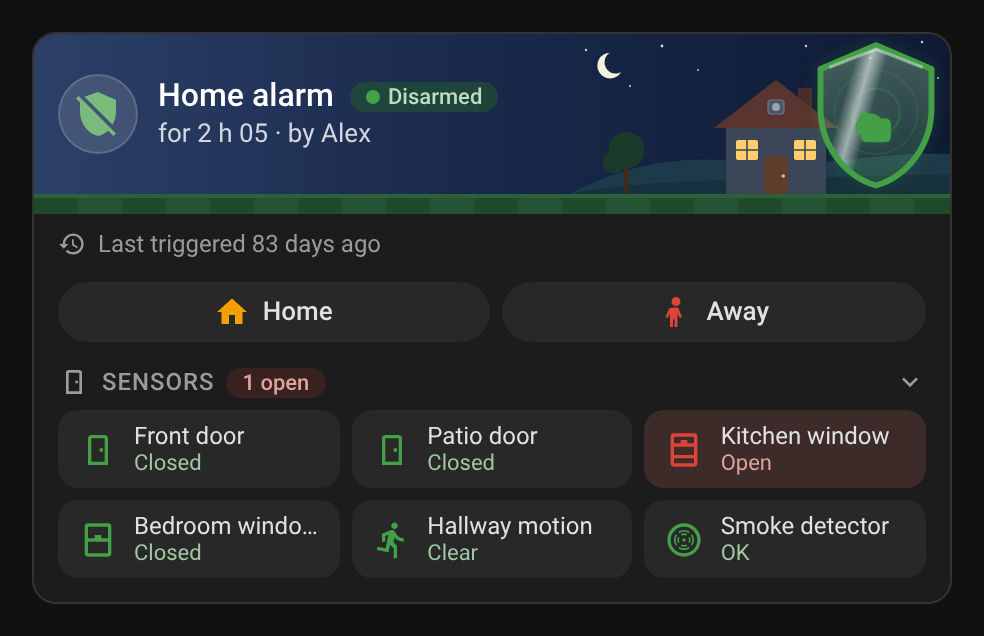 Home alarm Disarmed
for 2 h 05 · by Alex
Last triggered 83 days ago
Home Away
SENSORS 1 open
Front door Patio door Kitchen window
Closed Closed Open
Bedroom windo... Hallway motion Smoke detector
Closed Clear OK